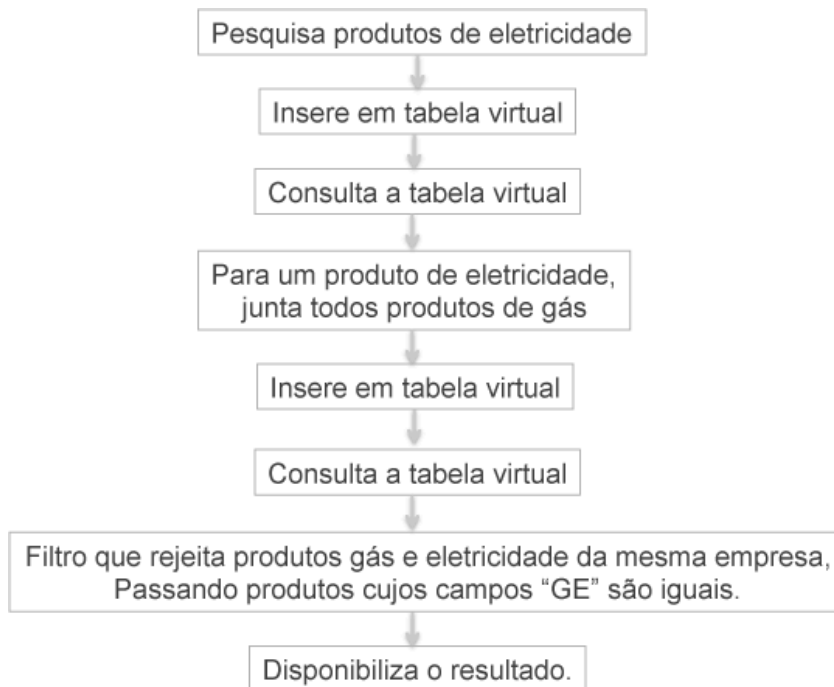 Pesquisa produtos de eletricidade
Insere em tabela virtual
Consulta a tabela virtual
Para um produto de eletricidade,
junta todos produtos de gás
Insere em tabela virtual
Consulta a tabela virtual
Filtro que rejeita produtos gás e eletricidade da mesma empresa,
Passando produtos cujos campos “GE” são iguais.
Disponibiliza o resultado.